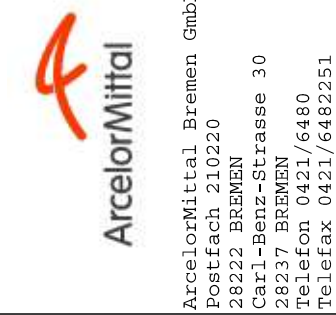 ArcelorMittal
ArcelorMittal Bremen Gmb
Postfach 210220
28222 BREMEN
Carl-Benz-Strasse 30
28237 BREMEN
Telefon 0421/6480
Telefax 0421/6482251